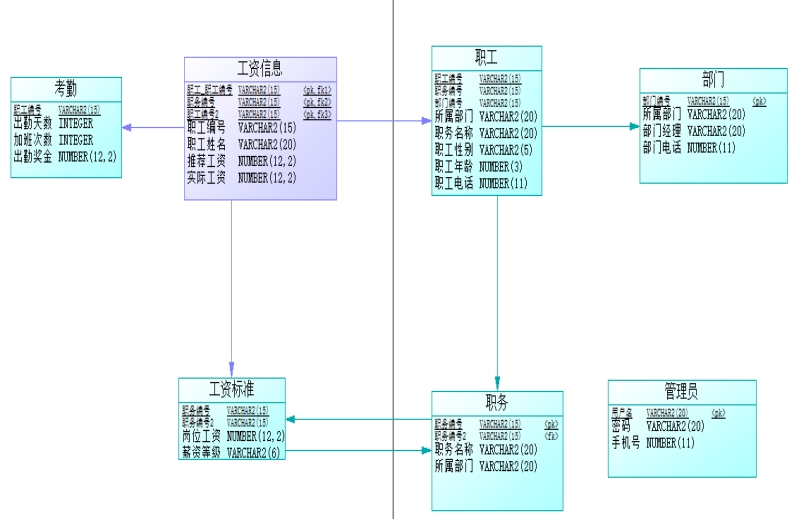 考勤
职工编号 VARCHAR2(15)
出勤天数 INTEGER
加班次数 INTEGER
出勤奖金 NUMBER(12,2)
工资信息
职工_职工编号 VARCHAR2(15) <pk,fk1>
职务编号 VARCHAR2(15) <pk,fk2>
职工编号2 VARCHAR2(15) <pk,fk3>
职工编号 VARCHAR2(15)
职工姓名 VARCHAR2(20)
推荐工资 NUMBER(12,2)
实际工资 NUMBER(12,2)
职工
职工编号 VARCHAR2(15)
职务编号 VARCHAR2(15)
部门编号 VARCHAR2(15)
所属部门 VARCHAR2(20)
职务名称 VARCHAR2(20)
职工性别 VARCHAR2(5)
职工年龄 NUMBER(3)
职工电话 NUMBER(11)
部门
部门编号 VARCHAR2(15) <pk>
所属部门 VARCHAR2(20)
部门经理 VARCHAR2(20)
部门电话 NUMBER(11)
工资标准
职务编号 VARCHAR2(15)
职务编号2 VARCHAR2(15)
岗位工资 NUMBER(12,2)
薪资等级 VARCHAR2(6)
职务
职务编号 VARCHAR2(15) <pk>
职务编号2 VARCHAR2(15) <fk>
职务名称 VARCHAR2(20)
所属部门 VARCHAR2(20)
管理员
用户名 VARCHAR2(20) <pk>
密码 VARCHAR2(20)
手机号 NUMBER(11)